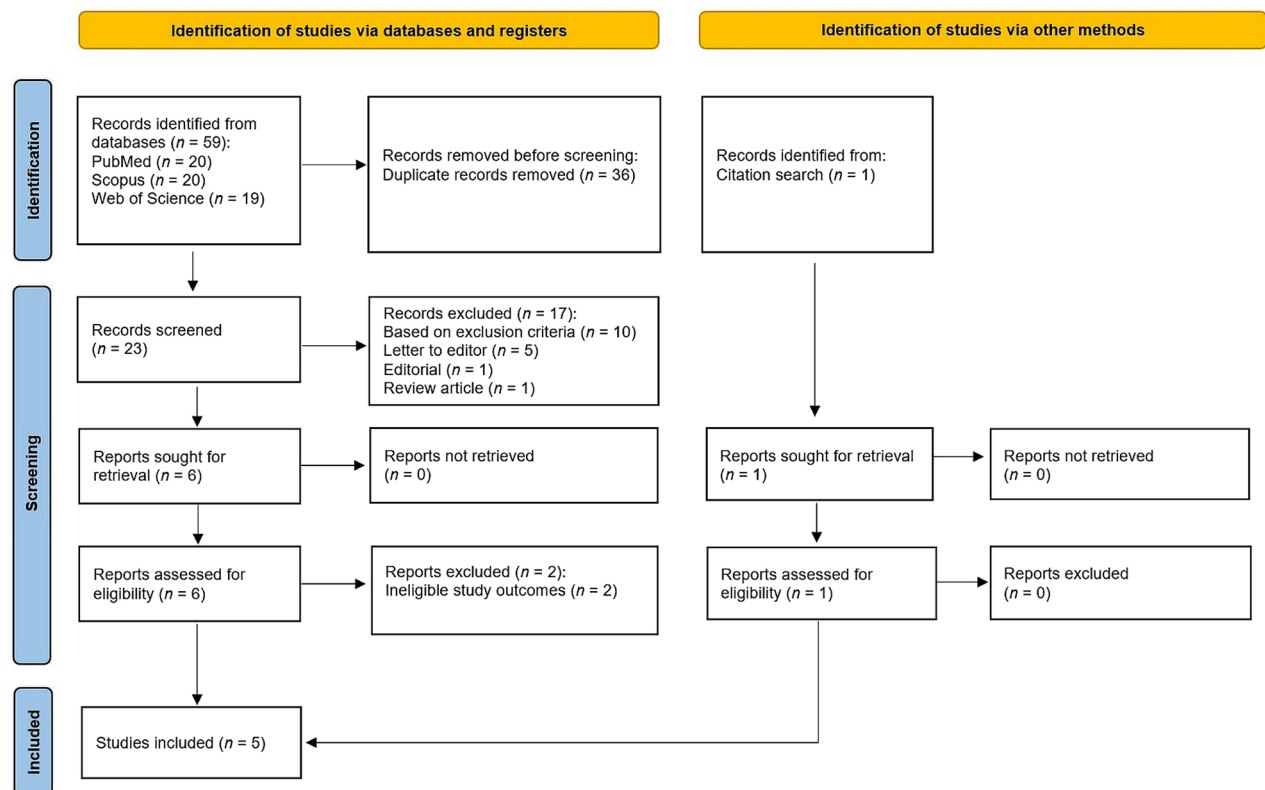 Identification of studies via databases and registers
Identification of studies via other methods
Identification
Records identified from
databases (n = 59):
PubMed (n = 20)
Scopus (n = 20)
Web of Science (n = 19)
Records removed before screening:
Duplicate records removed (n = 36)
Records identified from:
Citation search (n = 1)
Screening
Records screened
(n = 23)
Records excluded (n = 17):
Based on exclusion criteria (n = 10)
Letter to editor (n = 5)
Editorial (n = 1)
Review article (n = 1)
Reports sought for
retrieval (n = 6)
Reports not retrieved
(n = 0)
Reports sought for retrieval
(n = 1)
Reports not retrieved
(n = 0)
Reports assessed for
eligibility (n = 6)
Reports excluded (n = 2):
Ineligible study outcomes (n = 2)
Reports assessed for
eligibility (n = 1)
Reports excluded
(n = 0)
Included
Studies included (n = 5)